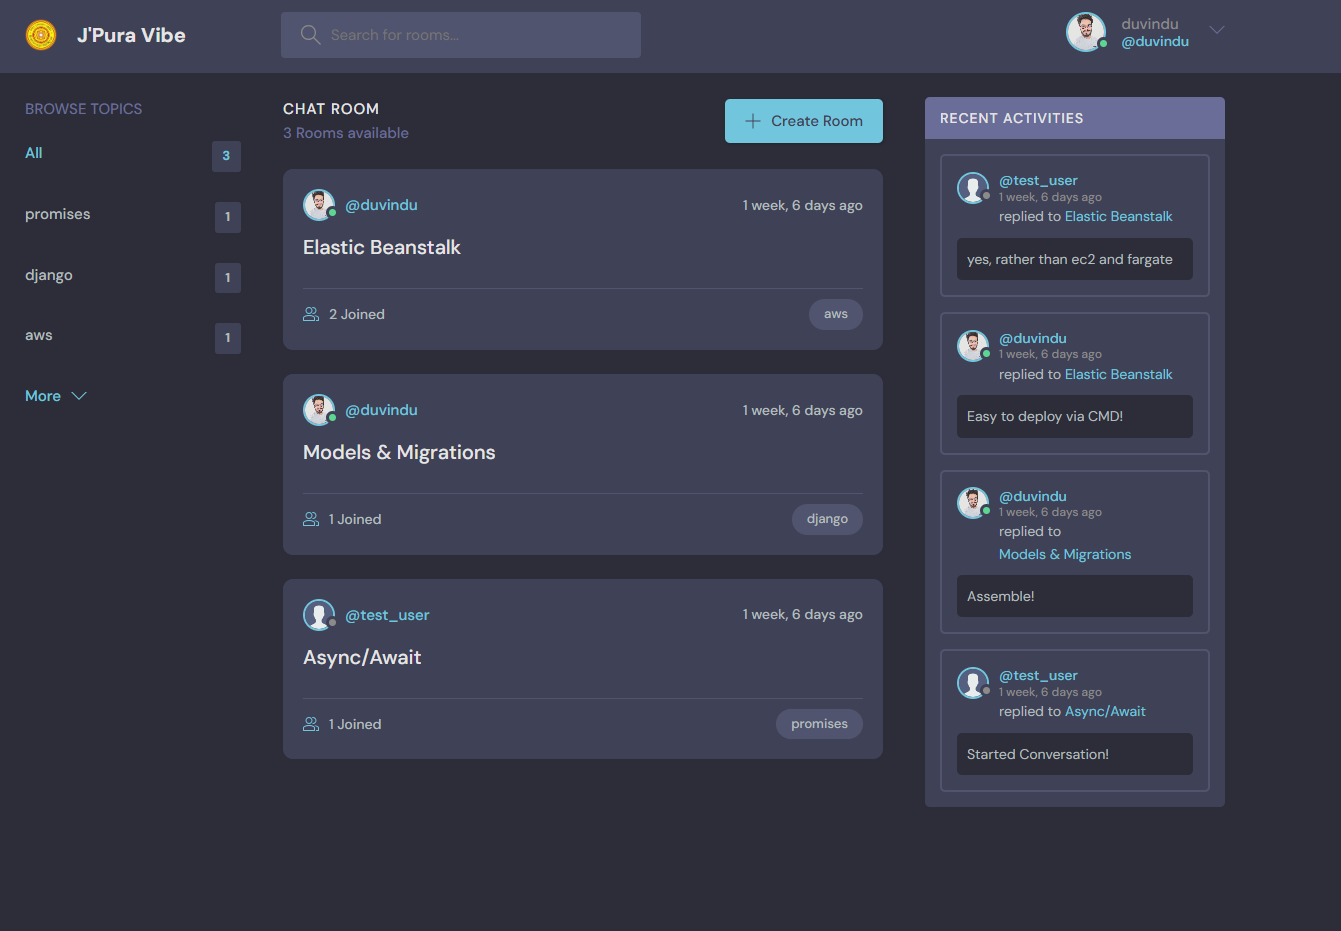 J'Pura Vibe
Search for rooms...
duvindu
@duvindu
BROWSE TOPICS
All 3
promises 1
django 1
aws 1
More
CHAT ROOM
3 Rooms available
Create Room
@duvindu 1 week, 6 days ago
Elastic Beanstalk
2 Joined aws
@duvindu 1 week, 6 days ago
Models & Migrations
1 Joined django
@test_user 1 week, 6 days ago
Async/Await
1 Joined promises
RECENT ACTIVITIES
@test_user
1 week, 6 days ago
replied to Elastic Beanstalk
yes, rather than ec2 and fargate
@duvindu
1 week, 6 days ago
replied to Elastic Beanstalk
Easy to deploy via CMD!
@duvindu
1 week, 6 days ago
replied to
Models & Migrations
Assemble!
@test_user
1 week, 6 days ago
replied to Async/Await
Started Conversation!